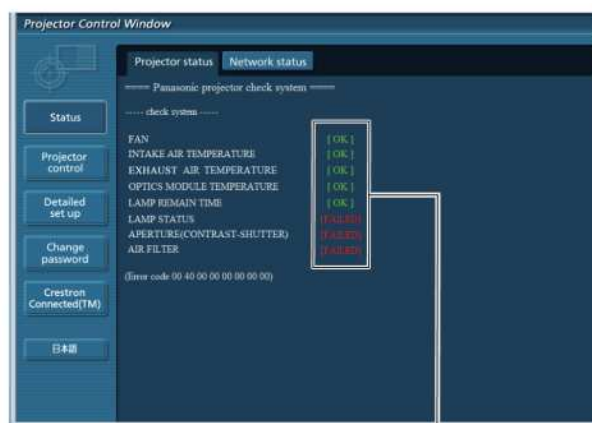 Projector Control Window
Projector status Network status
==== Panasonic projector check system ====
Status
----- check system -----
FAN [ OK ]
INTAKE AIR TEMPERATURE [ OK ]
EXHAUST AIR TEMPERATURE [ OK ]
OPTICS MODULE TEMPERATURE [ OK ]
LAMP REMAIN TIME [ OK ]
LAMP STATUS [FAILED]
APERTURE(CONTRAST-SHUTTER) [FAILED]
AIR FILTER [FAILED]
(Error code 00 40 00 00 00 00 00 00)
Projector
control
Detailed
set up
Change
password
Crestron
Connected(TM)
日本語